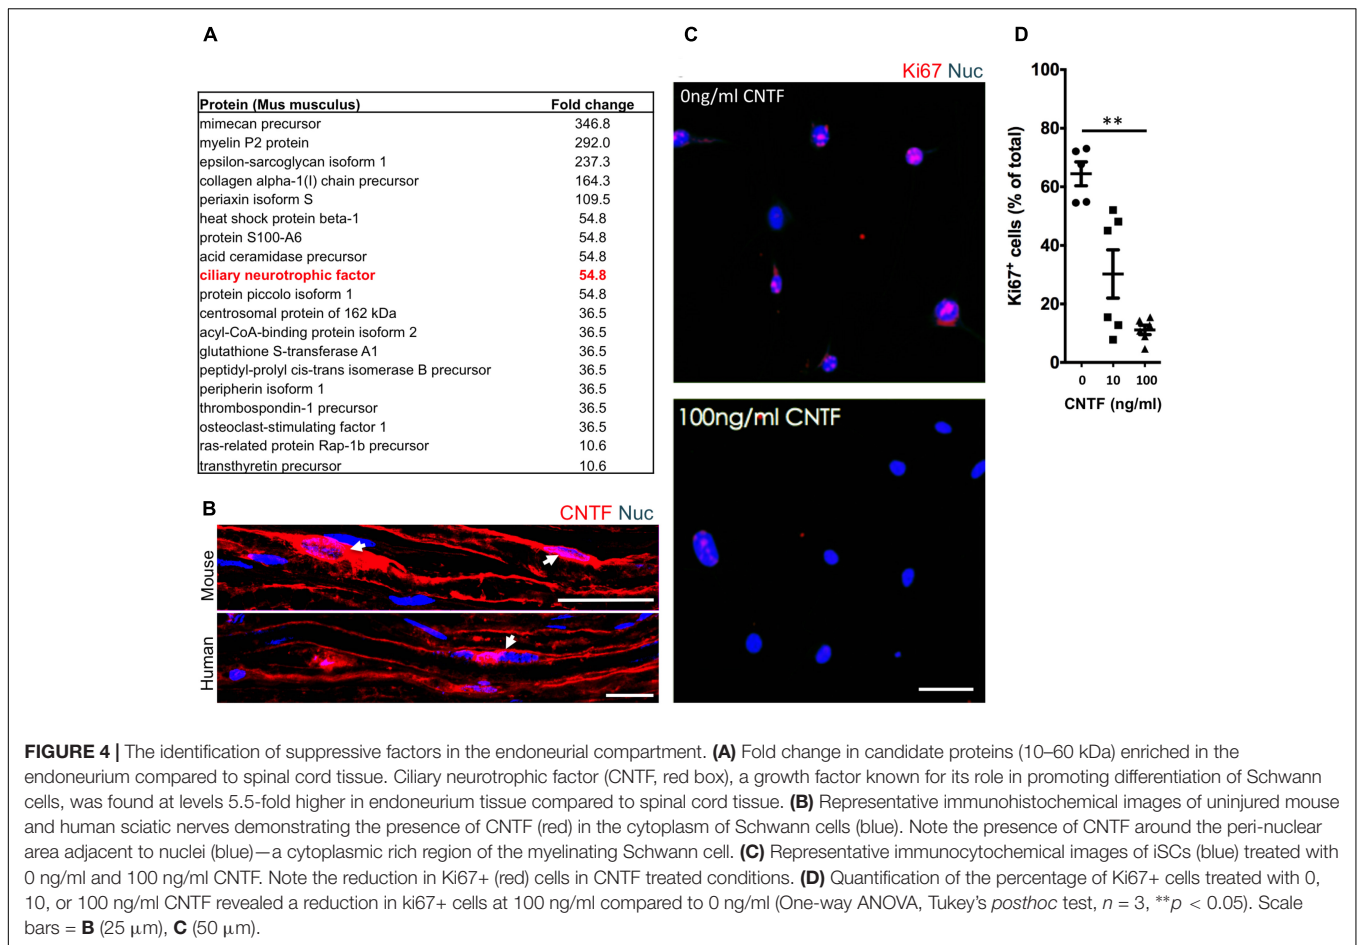 A
Protein (Mus musculus) Fold change
mimecan precursor 346.8
myelin P2 protein 292.0
epsilon-sarcoglycan isoform 1 237.3
collagen alpha-1(I) chain precursor 164.3
periaxin isoform S 109.5
heat shock protein beta-1 54.8
protein S100-A6 54.8
acid ceramidase precursor 54.8
ciliary neurotrophic factor 54.8
protein piccolo isoform 1 54.8
centrosomal protein of 162 kDa 36.5
acyl-CoA-binding protein isoform 2 36.5
glutathione S-transferase A1 36.5
peptidyl-prolyl cis-trans isomerase B precursor 36.5
peripherin isoform 1 36.5
thrombospondin-1 precursor 36.5
osteoclast-stimulating factor 1 36.5
ras-related protein Rap-1b precursor 10.6
transthyretin precursor 10.6
B
CNTF Nuc
Mouse
Human
C
Ki67 Nuc
0ng/ml CNTF
100ng/ml CNTF
D
Ki67+ cells (% of total)
100
80
60
40
20
0
**
0 10 100
CNTF (ng/ml)
FIGURE 4 | The identification of suppressive factors in the endoneurial compartment. (A) Fold change in candidate proteins (10–60 kDa) enriched in the
endoneurium compared to spinal cord tissue. Ciliary neurotrophic factor (CNTF, red box), a growth factor known for its role in promoting differentiation of Schwann
cells, was found at levels 5.5-fold higher in endoneurium tissue compared to spinal cord tissue. (B) Representative immunohistochemical images of uninjured mouse
and human sciatic nerves demonstrating the presence of CNTF (red) in the cytoplasm of Schwann cells (blue). Note the presence of CNTF around the peri-nuclear
area adjacent to nuclei (blue)—a cytoplasmic rich region of the myelinating Schwann cell. (C) Representative immunocytochemical images of iSCs (blue) treated with
0 ng/ml and 100 ng/ml CNTF. Note the reduction in Ki67+ (red) cells in CNTF treated conditions. (D) Quantification of the percentage of Ki67+ cells treated with 0,
10, or 100 ng/ml CNTF revealed a reduction in ki67+ cells at 100 ng/ml compared to 0 ng/ml (One-way ANOVA, Tukey's posthoc test, n = 3, **p < 0.05). Scale
bars = B (25 μm), C (50 μm).